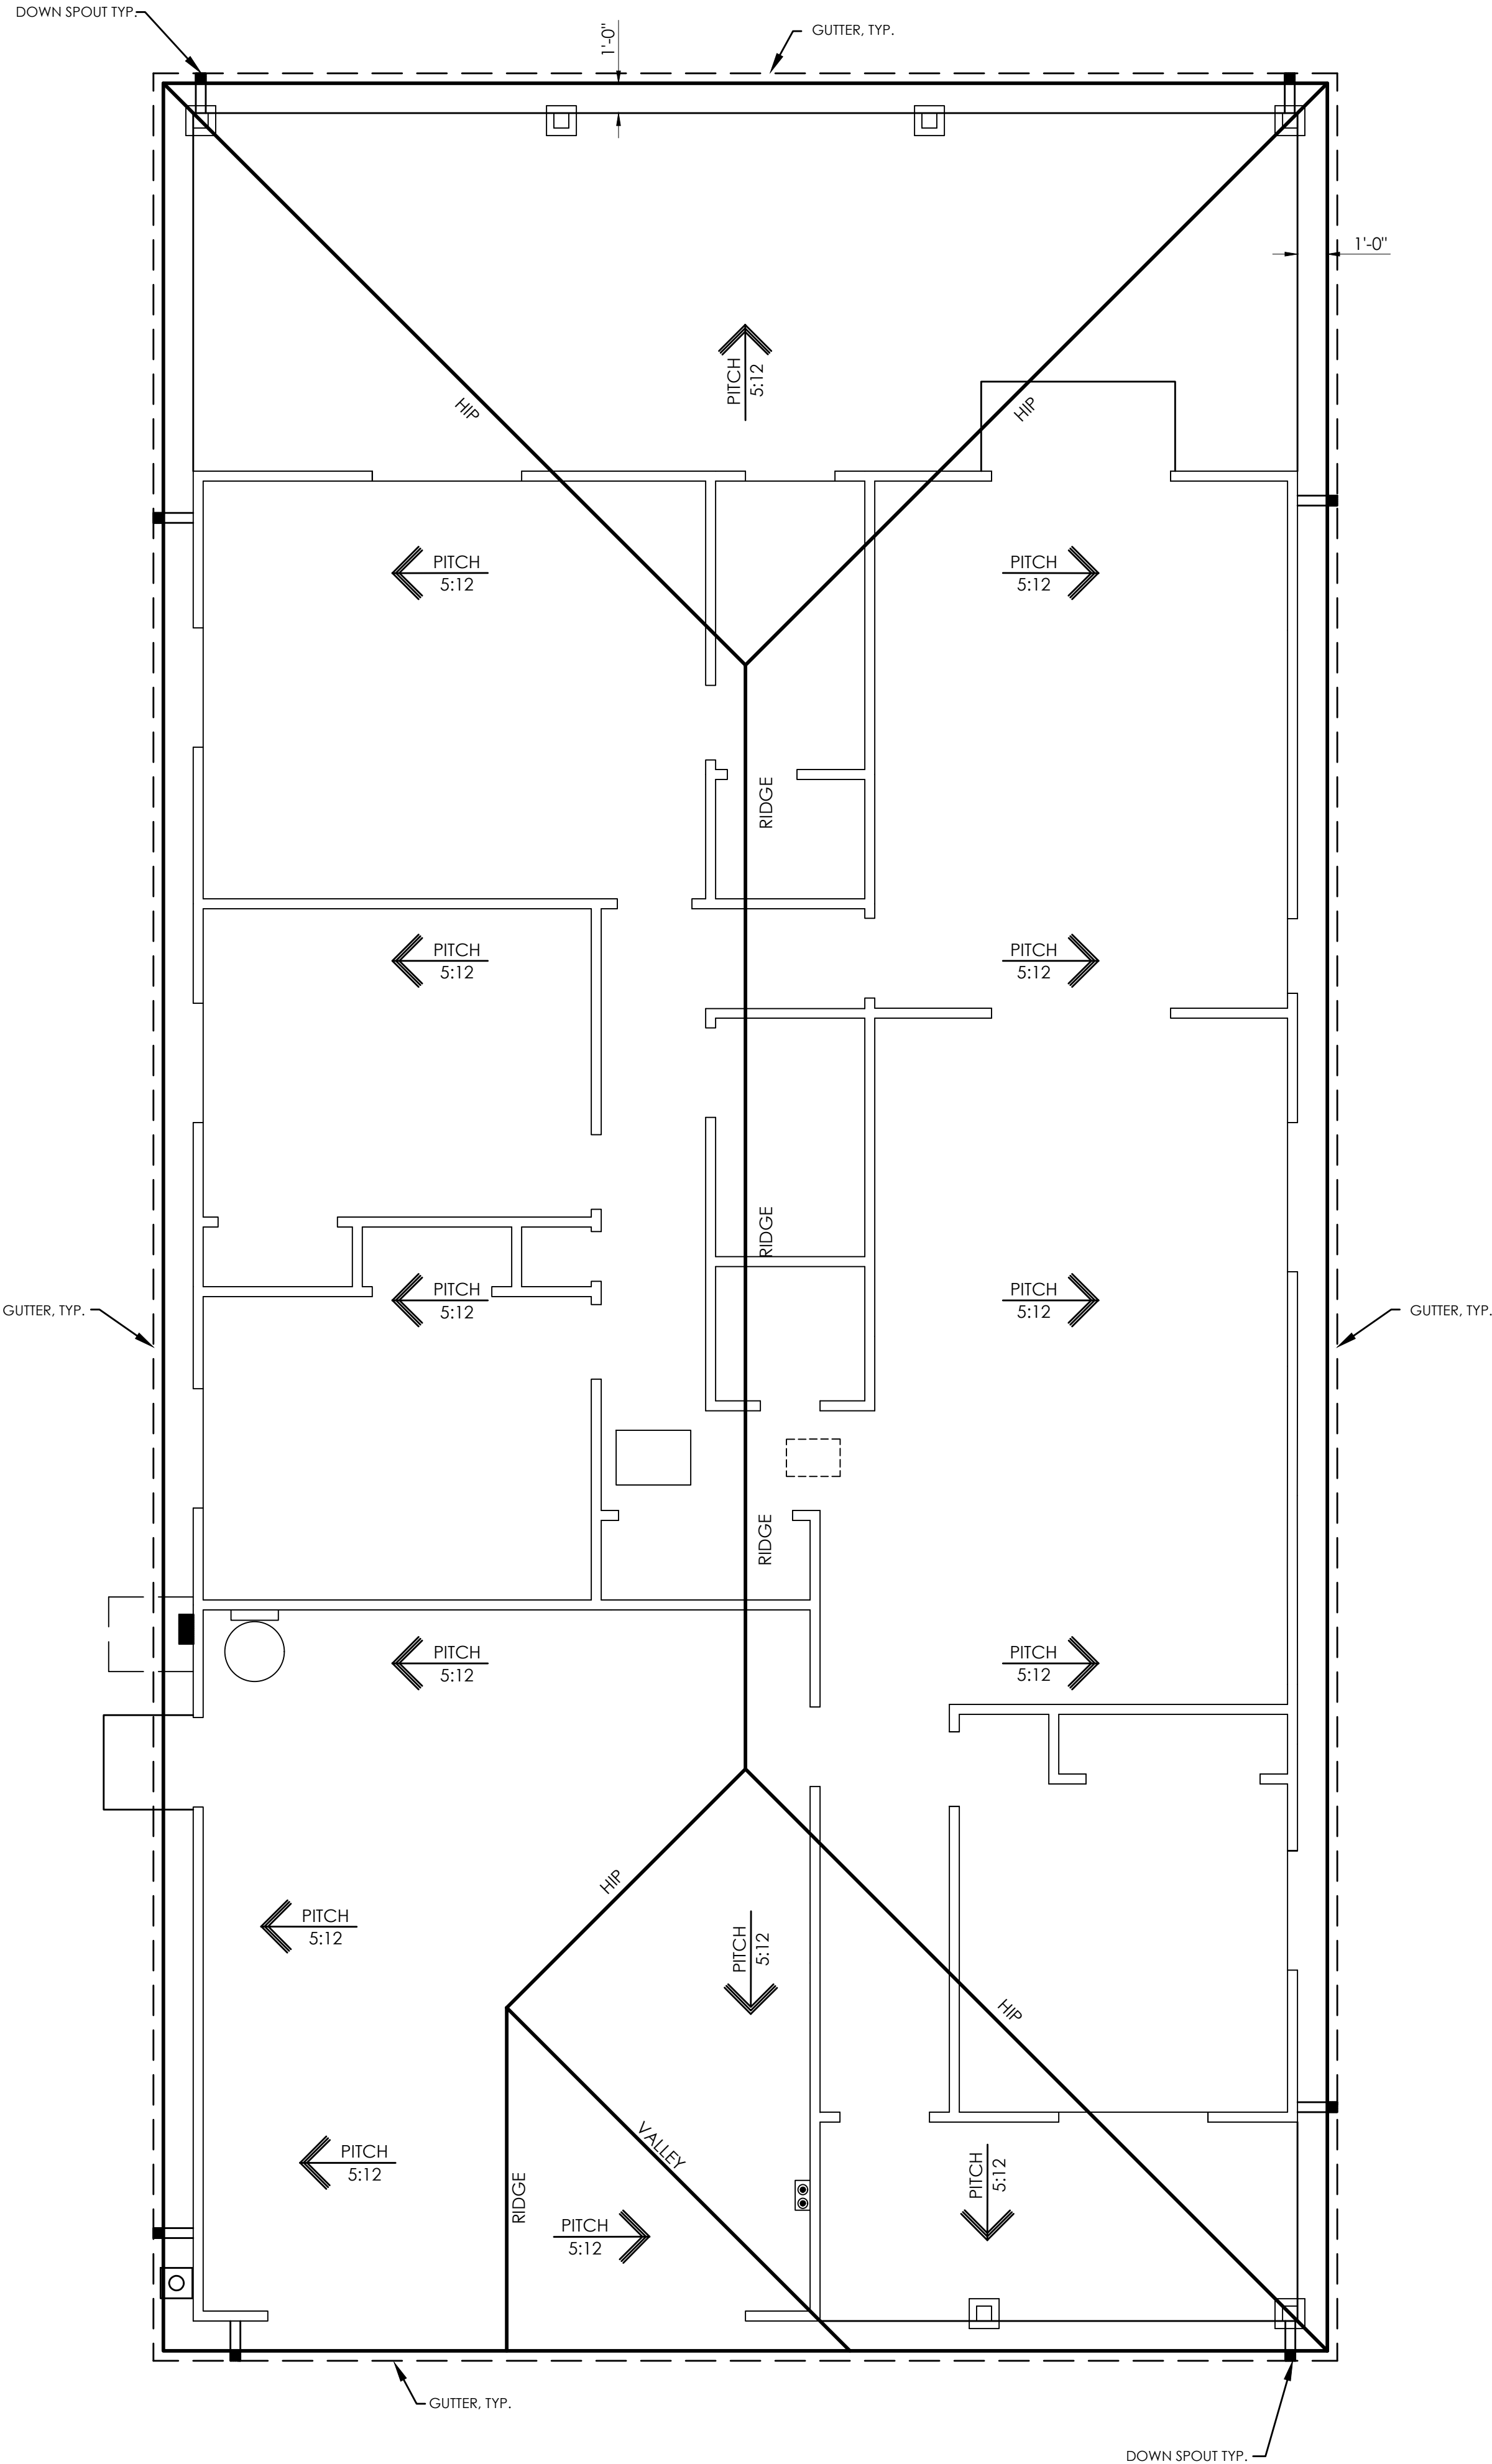 DOWN SPOUT TYP.
1'-0"
GUTTER, TYP.
1'-0"
PITCH
5:12
HIP
HIP
PITCH
5:12
PITCH
5:12
RIDGE
PITCH
5:12
PITCH
5:12
RIDGE
PITCH
5:12
PITCH
5:12
GUTTER, TYP.
GUTTER, TYP.
RIDGE
PITCH
5:12
PITCH
5:12
HIP
PITCH
5:12
PITCH
5:12
HIP
VALLEY
PITCH
5:12
RIDGE
PITCH
5:12
PITCH
5:12
GUTTER, TYP.
DOWN SPOUT TYP.